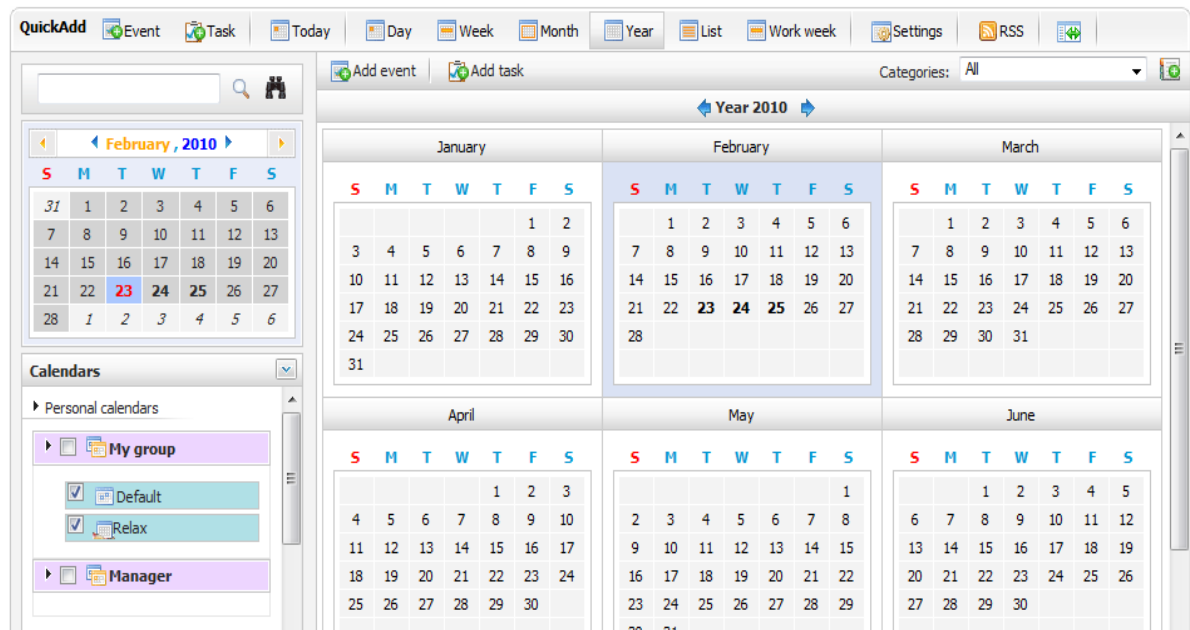 QuickAdd Event Task Today Day Week Month Year List Work week Settings RSS
Add event Add task Categories: All
Year 2010
February , 2010
S M T W T F S
31 1 2 3 4 5 6
7 8 9 10 11 12 13
14 15 16 17 18 19 20
21 22 23 24 25 26 27
28 1 2 3 4 5 6
Calendars
Personal calendars
My group
Default
Relax
Manager
January
S M T W T F S
1 2
3 4 5 6 7 8 9
10 11 12 13 14 15 16
17 18 19 20 21 22 23
24 25 26 27 28 29 30
31
February
S M T W T F S
1 2 3 4 5 6
7 8 9 10 11 12 13
14 15 16 17 18 19 20
21 22 23 24 25 26 27
28
March
S M T W T F S
1 2 3 4 5 6
7 8 9 10 11 12 13
14 15 16 17 18 19 20
21 22 23 24 25 26 27
28 29 30 31
April
S M T W T F S
1 2 3
4 5 6 7 8 9 10
11 12 13 14 15 16 17
18 19 20 21 22 23 24
25 26 27 28 29 30
May
S M T W T F S
1
2 3 4 5 6 7 8
9 10 11 12 13 14 15
16 17 18 19 20 21 22
23 24 25 26 27 28 29
June
S M T W T F S
1 2 3 4 5
6 7 8 9 10 11 12
13 14 15 16 17 18 19
20 21 22 23 24 25 26
27 28 29 30